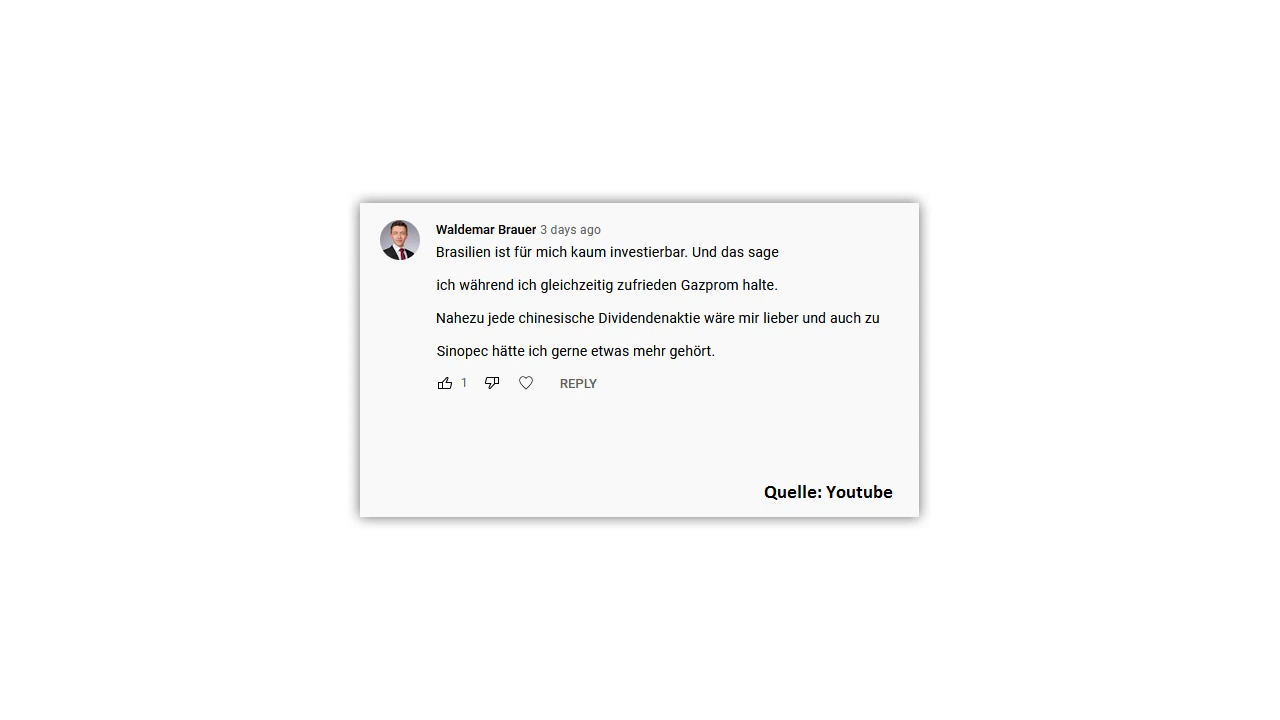 Waldemar Brauer 3 days ago
Brasilien ist für mich kaum investierbar. Und das sage
ich während ich gleichzeitig zufrieden Gazprom halte.
Nahezu jede chinesische Dividendenaktie wäre mir lieber und auch zu
Sinopec hätte ich gerne etwas mehr gehört.
1 REPLY
Quelle: Youtube